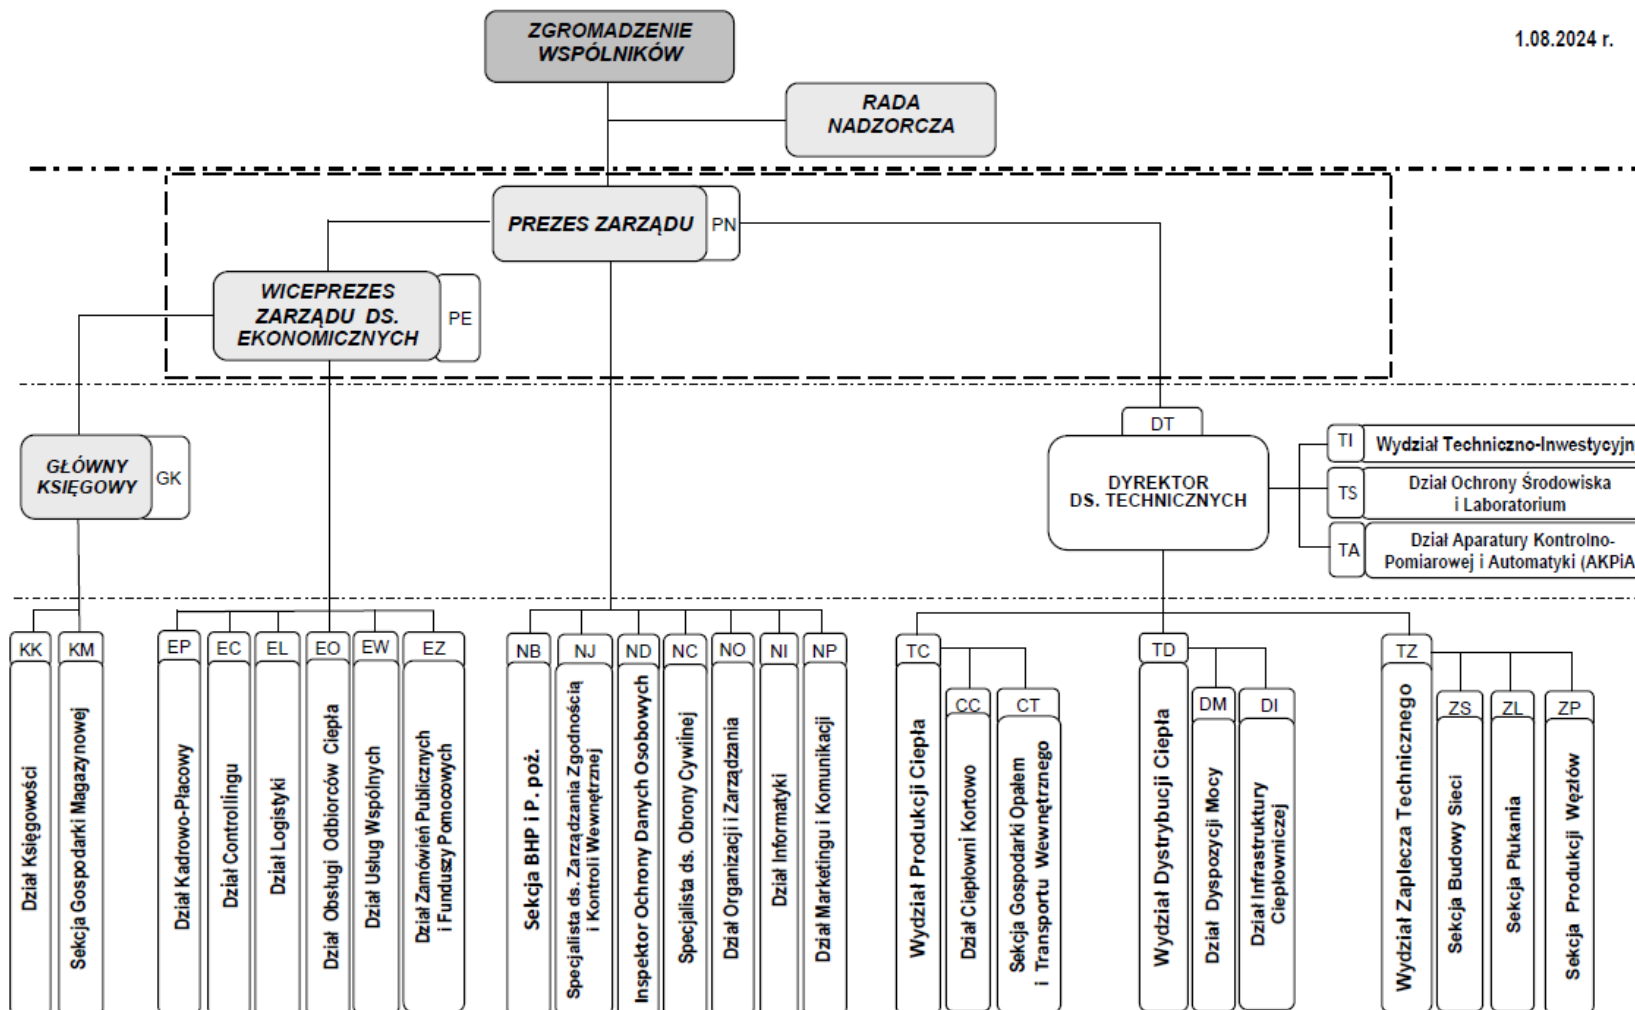 ZGROMADZENIE
WSPÓLNIKÓW
1.08.2024 r.
RADA
NADZORCZA
PREZES ZARZĄDU
PN
WICEPREZES
ZARZĄDU DS.
EKONOMICZNYCH
PE
GŁÓWNY
KSIĘGOWY
GK
DT
DYREKTOR
DS. TECHNICZNYCH
TI
Wydział Techniczno-Inwestycyjn
TS
Dział Ochrony Środowiska
i Laboratorium
TA
Dział Aparatury Kontrolno-
Pomiarowej i Automatyki (AKPiA
KK
Dział Księgowości
KM
Sekcja Gospodarki Magazynowej
EP
Dział Kadrowo-Płacowy
EC
Dział Controllingu
EL
Dział Logistyki
EO
Dział Obsługi Odbiorców Ciepła
EW
Dział Usług Wspólnych
EZ
Dział Zamówień Publicznych
i Funduszy Pomocowych
NB
Sekcja BHP i P. poż.
NJ
Specjalista ds. Zarządzania Zgodnością
i Kontroli Wewnętrznej
ND
Inspektor Ochrony Danych Osobowych
NC
Specjalista ds. Obrony Cywilnej
NO
Dział Organizacji i Zarządzania
NI
Dział Informatyki
NP
Dział Marketingu i Komunikacji
TC
Wydział Produkcji Ciepła
CC
Dział Ciepłowni Kortowo
CT
Sekcja Gospodarki Opałem
i Transportu Wewnętrznego
TD
Wydział Dystrybucji Ciepła
DM
Dział Dyspozycji Mocy
DI
Dział Infrastruktury
Ciepłowniczej
TZ
Wydział Zaplecza Technicznego
ZS
Sekcja Budowy Sieci
ZL
Sekcja Płukania
ZP
Sekcja Produkcji Węzłów